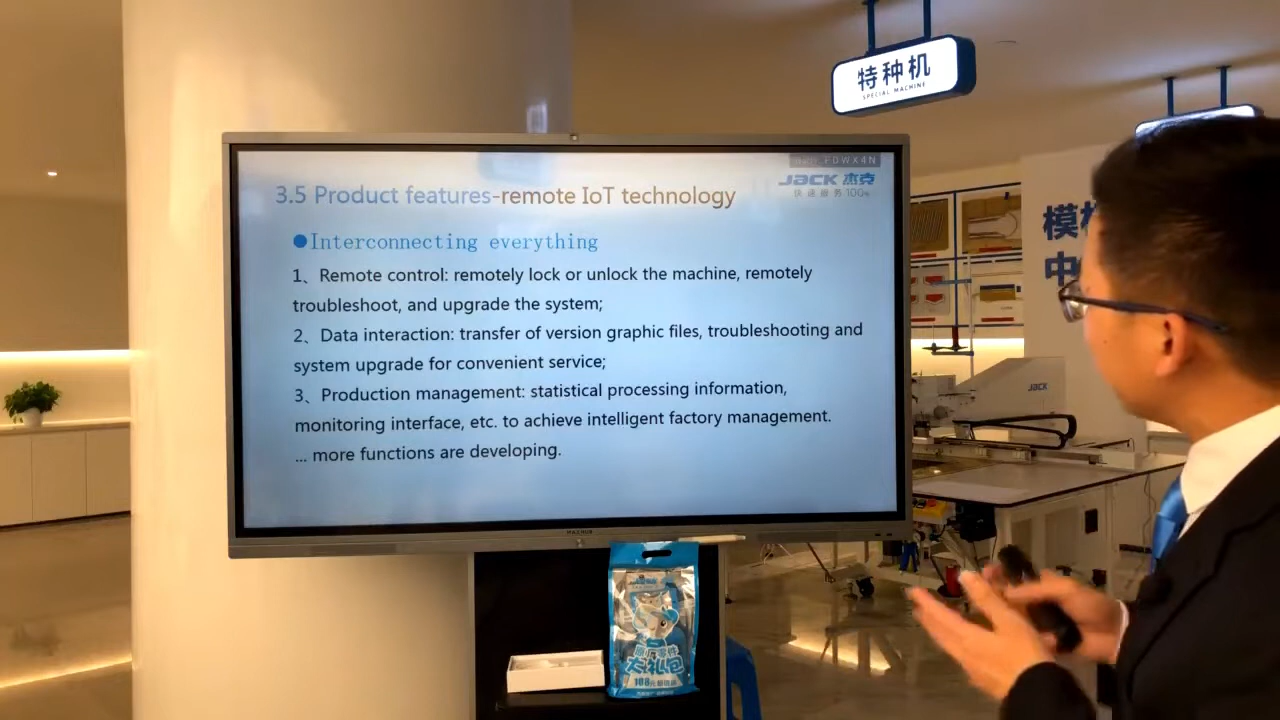 特种机
SPECIAL MACHINE
JACK 杰克
快速服务100%
3.5 Product features-remote IoT technology
●Interconnecting everything
1、Remote control: remotely lock or unlock the machine, remotely
troubleshoot, and upgrade the system;
2、Data interaction: transfer of version graphic files, troubleshooting and
system upgrade for convenient service;
3、Production management: statistical processing information,
monitoring interface, etc. to achieve intelligent factory management.
... more functions are developing.
MAXHUB
模
中
JACK
大礼包